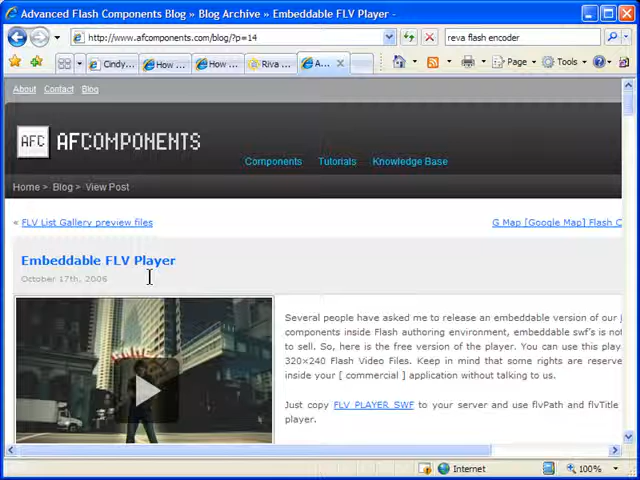 Advanced Flash Components Blog » Blog Archive » Embeddable FLV Player -
http://www.afcomponents.com/blog/?p=14
reva flash encoder
Cindy
How
How
Riva
A...
Page
Tools
About Contact Blog
AFC AFCOMPONENTS
Components Tutorials Knowledge Base
Home > Blog > View Post
« FLV List Gallery preview files
G Map [Google Map] Flash C
Embeddable FLV Player
October 17th, 2006
Several people have asked me to release an embeddable version of our
components inside Flash authoring environment, embeddable swf's is not
to sell. So, here is the free version of the player. You can use this play
320×240 Flash Video Files. Keep in mind that some rights are reserve
inside your [ commercial ] application without talking to us.
Just copy FLV PLAYER SWF to your server and use flvPath and flvTitle
player.
Internet
100%